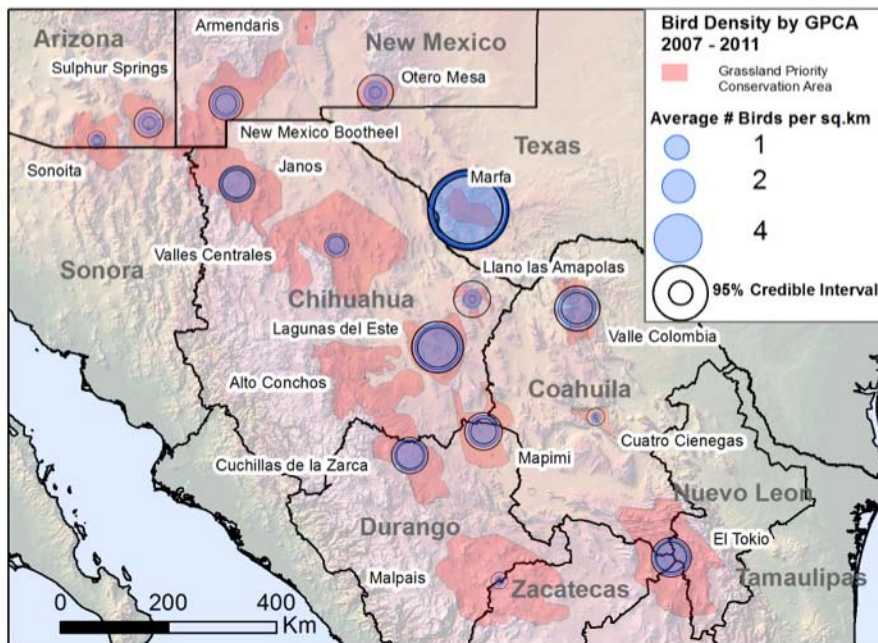 Bird Density by GPCA
2007 - 2011
Grassland Priority
Conservation Area
Average # Birds per sq.km
1
2
4
95% Credible Interval
Arizona
Armendaris
New Mexico
Sulphur Springs
Otero Mesa
New Mexico Bootheel
Texas
Sonoita
Janos
Marfa
Valles Centrales
Sonora
Llano las Amapolas
Chihuahua
Lagunas del Este
Valle Colombia
Alto Conchos
Coahuila
Cuatro Cienegas
Cuchillas de la Zarca
Mapimi
Nuevo Leon
Durango
El Tokio
Malpais
Zacatecas
Tamaulipas
0 200 400
Km